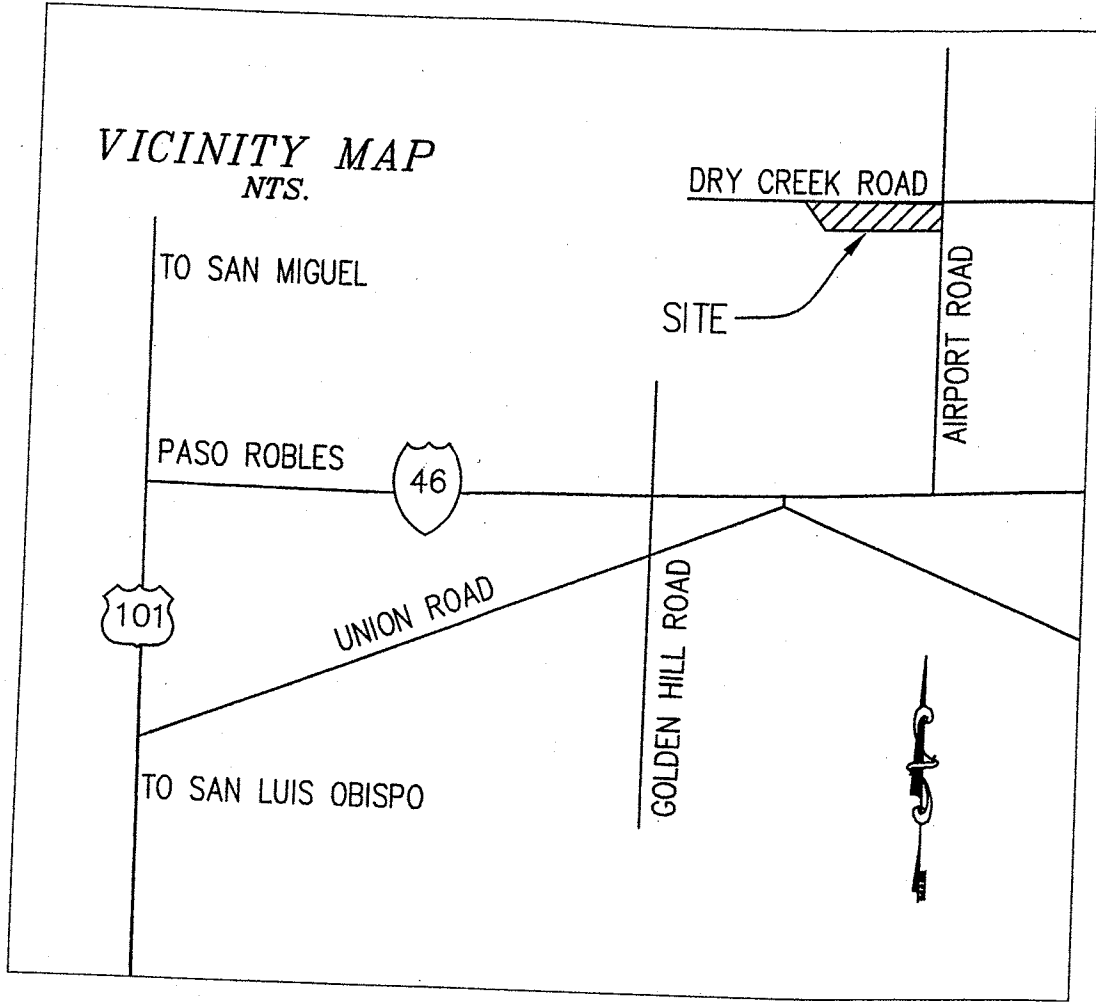 VICINITY MAP
NTS.
DRY CREEK ROAD
TO SAN MIGUEL
SITE
AIRPORT ROAD
PASO ROBLES
46
101
UNION ROAD
GOLDEN HILL ROAD
TO SAN LUIS OBISPO